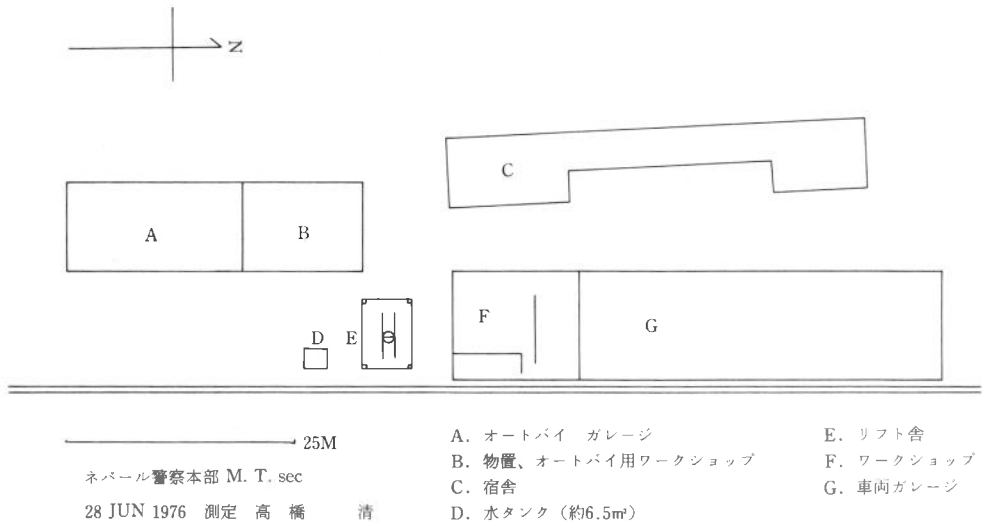 N
C
A
B
D
E
F
G
25M
ネパール警察本部 M. T. sec
28 JUN 1976 測定 高橋 清
A. オートバイ ガレージ
B. 物置、オートバイ用ワークショップ
C. 宿舎
D. 水タンク（約6.5㎡）
E. リフト舎
F. ワークショップ
G. 車両ガレージ